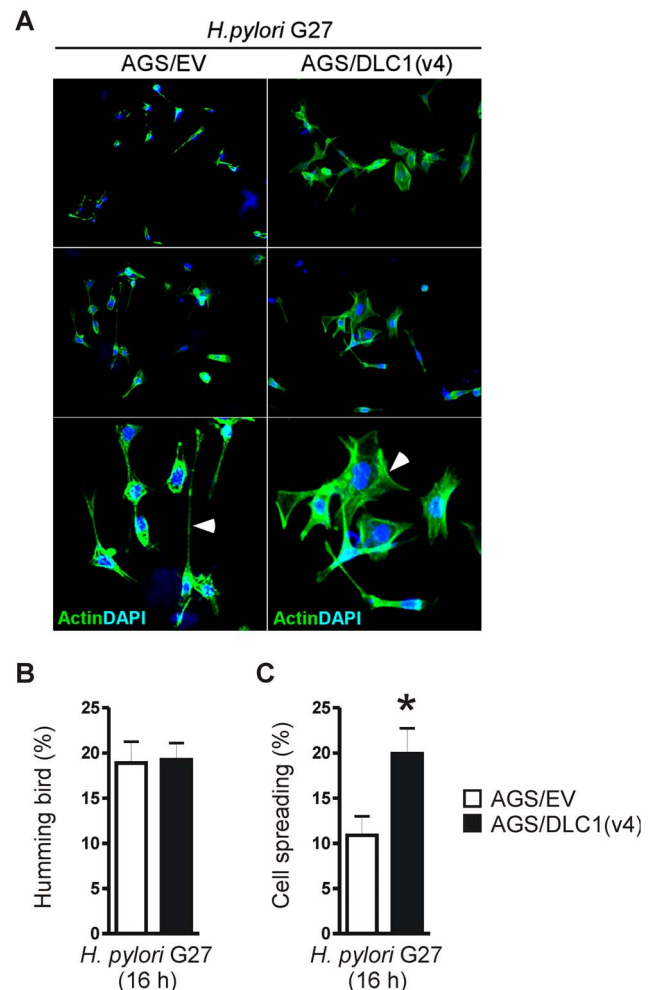 A
H.pylori G27
AGS/EV
AGS/DLC1(v4)
ActinDAPI
ActinDAPI
B
Humming bird (%)
25
20
15
10
5
0
H. pylori G27
(16 h)
C
Cell spreading (%)
25
20
15
10
5
0
*
H. pylori G27
(16 h)
AGS/EV
AGS/DLC1(v4)